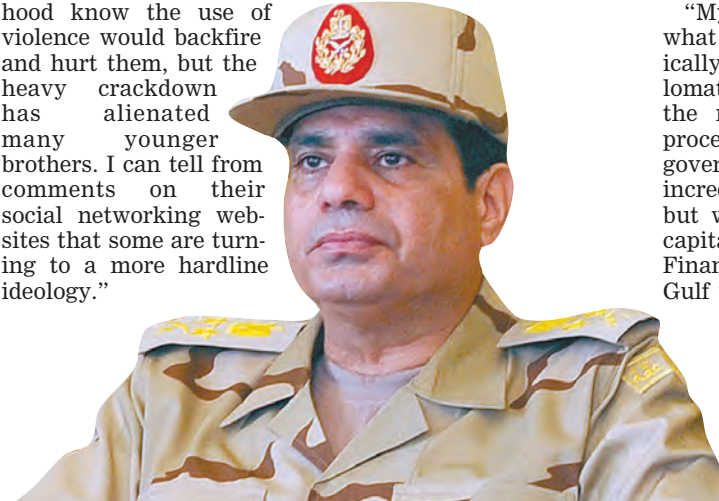 hood know the use of
violence would backfire
and hurt them, but the
heavy crackdown
has alienated
many younger
brothers. I can tell from
comments on their
social networking web-
sites that some are turn-
ing to a more hardline
ideology.”
“My
what
ically
lomat
the
proce
gover
incre
but w
capita
Finan
Gulf